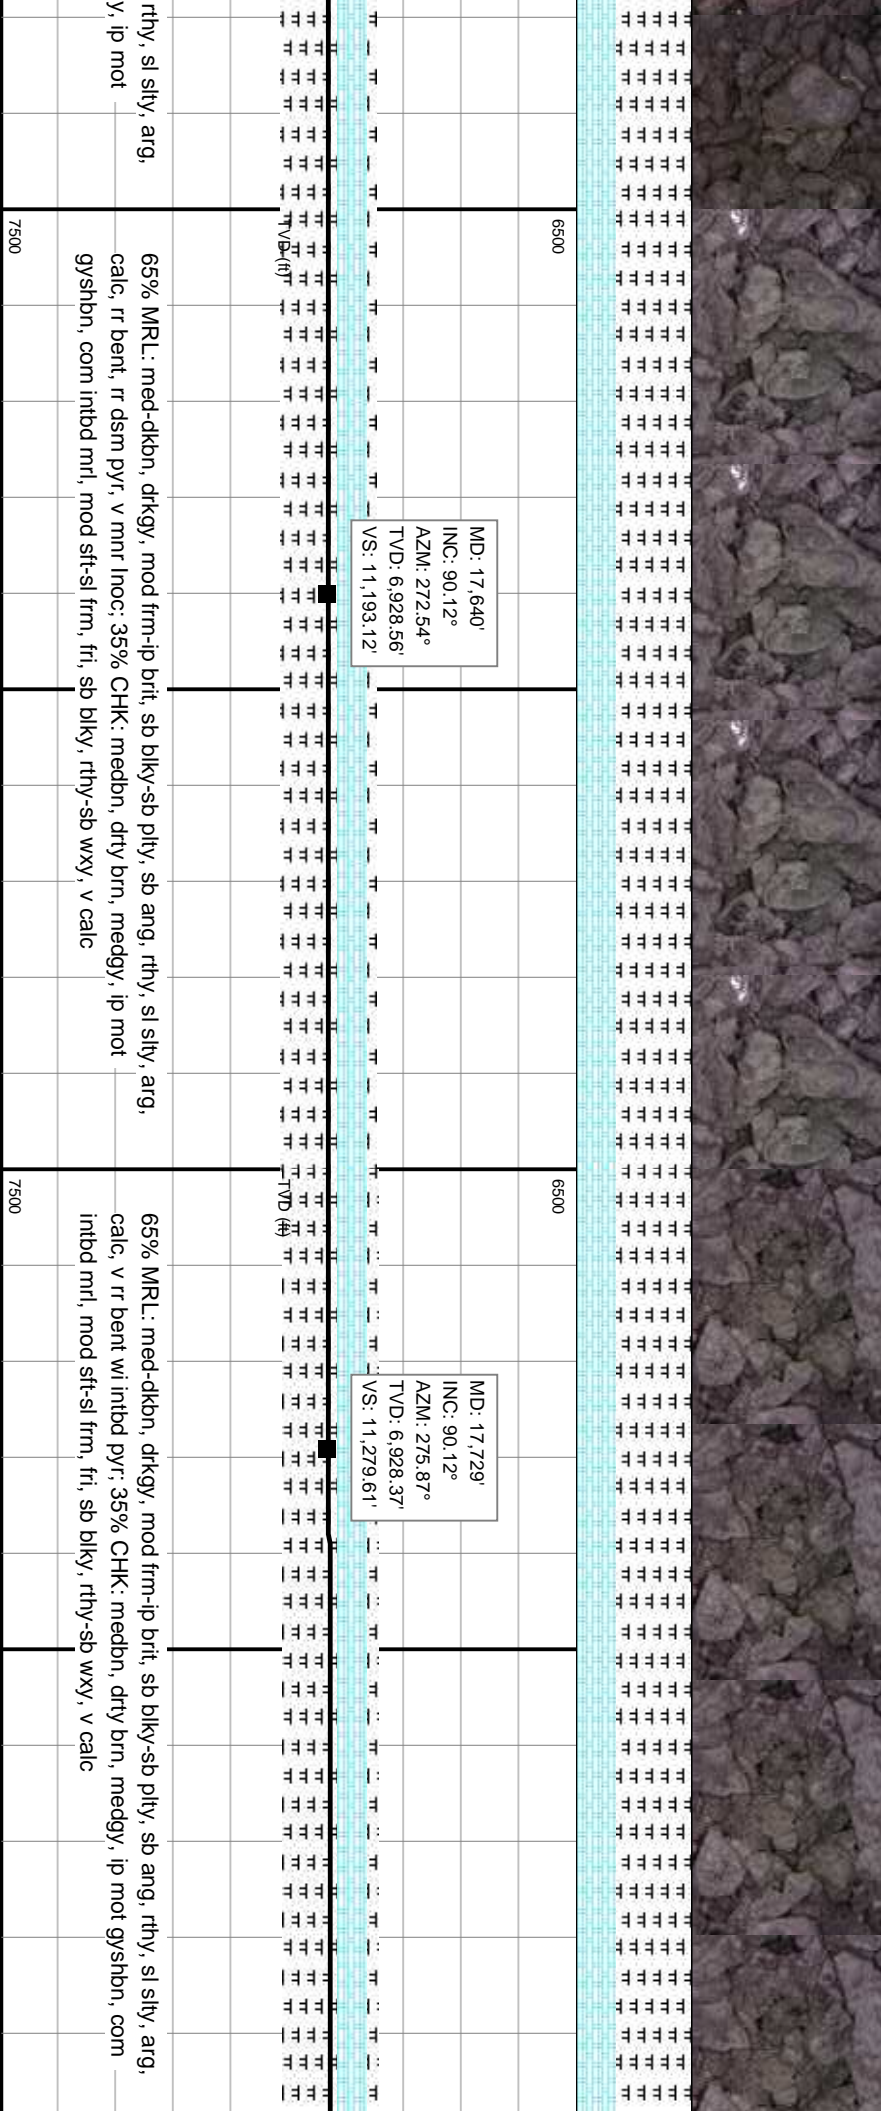 rthy, sl slty, arg,
y, ip mot
7500
TVD (ft)
6500
65% MRL: med-dkbn, drkgy, mod frm-ip brit, sb blky-sb plty, sb ang, rthy, sl slty, arg,
calc, rr bent, rr dsm pyr, v mnr Inoc; 35% CHK: medbn, drty brn, medgy, ip mot
gyshbn, com intbd mrl, mod sft-sl frm, fri, sb blky, rthy-sb wxy, v calc
MD: 17,640'
INC: 90.12°
AZM: 272.54°
TVD: 6,928.56'
VS: 11,193.12'
7500
TVD (ft)
6500
65% MRL: med-dkbn, drkgy, mod frm-ip brit, sb blky-sb plty, sb ang, rthy, sl slty, arg,
calc, v rr bent wi intbd pyr; 35% CHK: medbn, drty brn, medgy, ip mot gyshbn, com
intbd mrl, mod sft-sl frm, fri, sb blky, rthy-sb wxy, v calc
MD: 17,729'
INC: 90.12°
AZM: 275.87°
TVD: 6,928.37'
VS: 11,279.61'